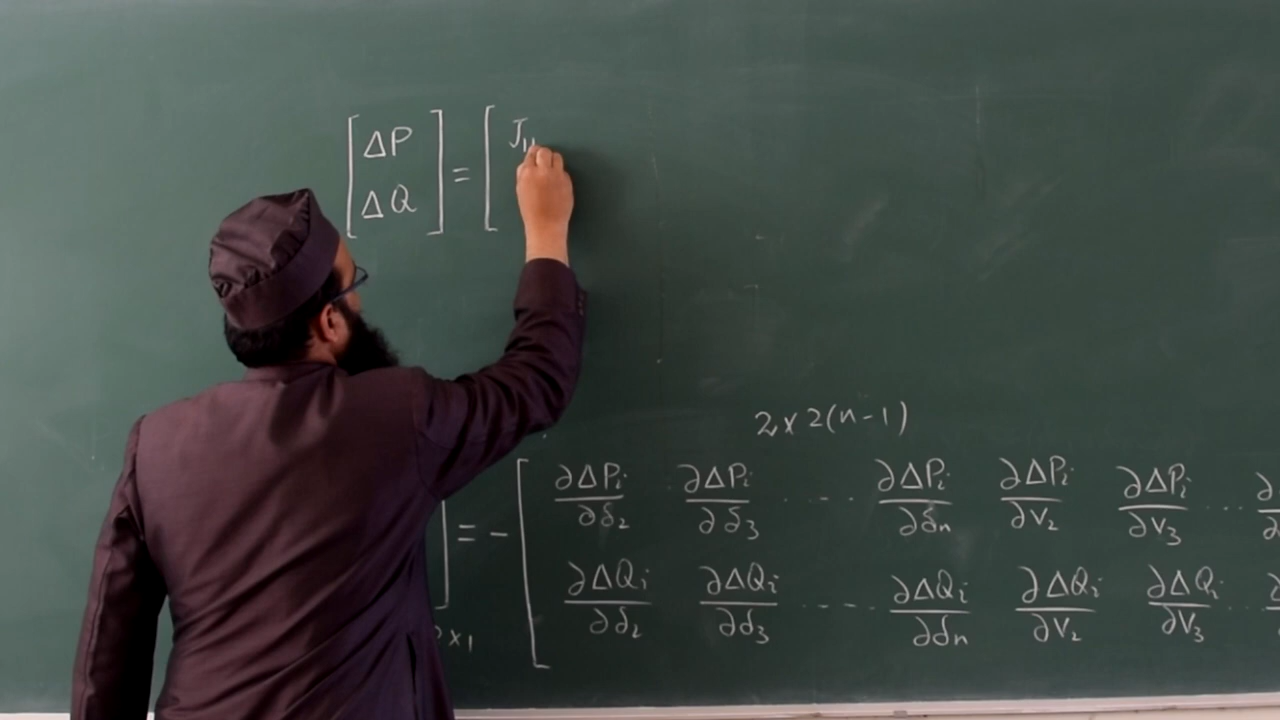 [ΔP] = [J₁₁
[ΔQ]
2×2(n-1)
] = - [ ∂ΔPᵢ/∂δ₂ ∂ΔPᵢ/∂δ₃ ..... ∂ΔPᵢ/∂δₙ ∂ΔPᵢ/∂V₂ ∂ΔPᵢ/∂V₃ ... ∂
∂ΔQᵢ/∂δ₂ ∂ΔQᵢ/∂δ₃ ..... ∂ΔQᵢ/∂δₙ ∂ΔQᵢ/∂V₂ ∂ΔQᵢ/∂V₃ ...
×1